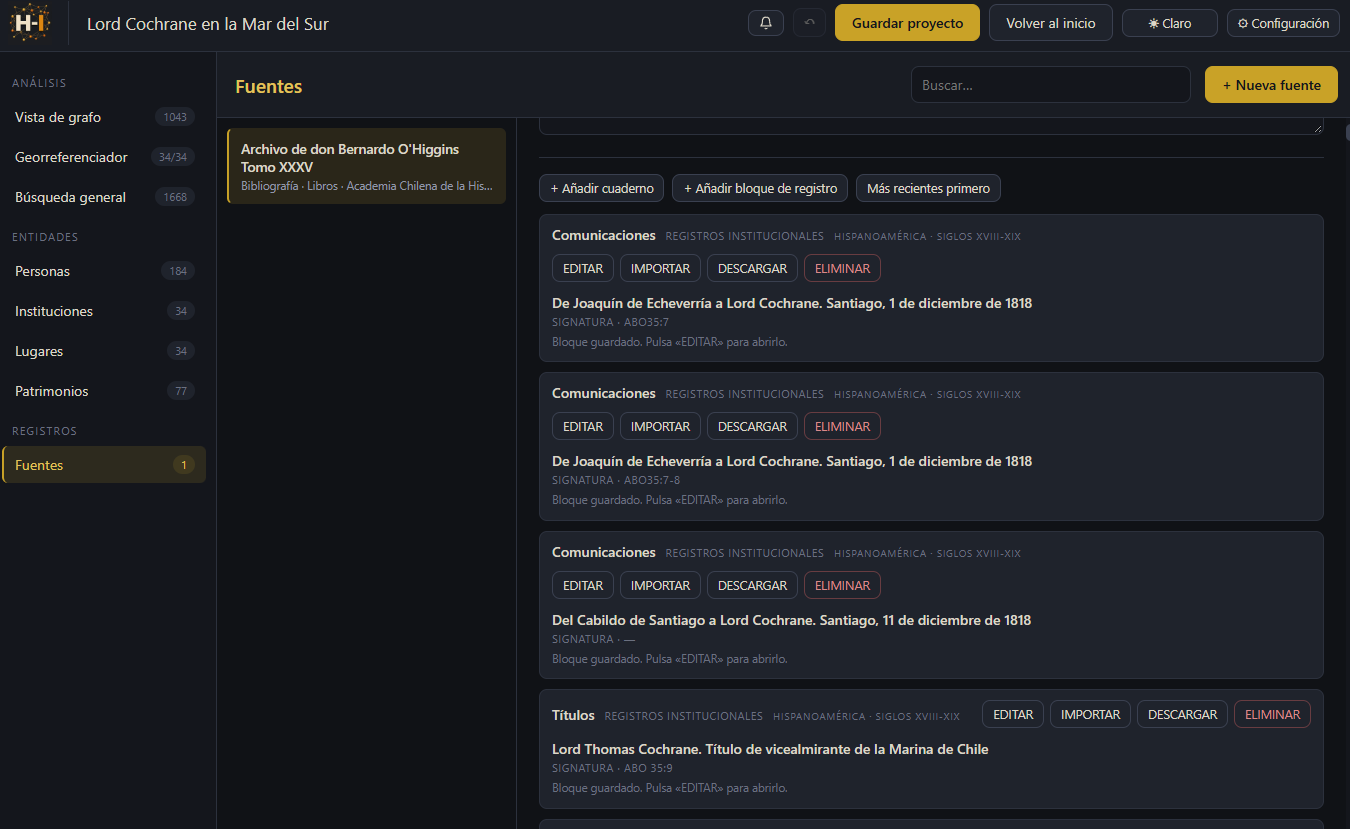 H-I
Lord Cochrane en la Mar del Sur
Guardar proyecto
Volver al inicio
☀ Claro
⚙ Configuración
ANÁLISIS
Vista de grafo 1043
Georreferenciador 34/34
Búsqueda general 1668
ENTIDADES
Personas 184
Instituciones 34
Lugares 34
Patrimonios 77
REGISTROS
Fuentes 1
Fuentes
Buscar...
+ Nueva fuente
Archivo de don Bernardo O'Higgins
Tomo XXXV
Bibliografía · Libros · Academia Chilena de la His...
+ Añadir cuaderno
+ Añadir bloque de registro
Más recientes primero
Comunicaciones REGISTROS INSTITUCIONALES HISPANOAMÉRICA · SIGLOS XVIII-XIX
EDITAR IMPORTAR DESCARGAR ELIMINAR
De Joaquín de Echeverría a Lord Cochrane. Santiago, 1 de diciembre de 1818
SIGNATURA · ABO35:7
Bloque guardado. Pulsa «EDITAR» para abrirlo.
Comunicaciones REGISTROS INSTITUCIONALES HISPANOAMÉRICA · SIGLOS XVIII-XIX
EDITAR IMPORTAR DESCARGAR ELIMINAR
De Joaquín de Echeverría a Lord Cochrane. Santiago, 1 de diciembre de 1818
SIGNATURA · ABO35:7-8
Bloque guardado. Pulsa «EDITAR» para abrirlo.
Comunicaciones REGISTROS INSTITUCIONALES HISPANOAMÉRICA · SIGLOS XVIII-XIX
EDITAR IMPORTAR DESCARGAR ELIMINAR
Del Cabildo de Santiago a Lord Cochrane. Santiago, 11 de diciembre de 1818
SIGNATURA · —
Bloque guardado. Pulsa «EDITAR» para abrirlo.
Títulos REGISTROS INSTITUCIONALES HISPANOAMÉRICA · SIGLOS XVIII-XIX EDITAR IMPORTAR DESCARGAR ELIMINAR
Lord Thomas Cochrane. Título de vicealmirante de la Marina de Chile
SIGNATURA · ABO 35:9
Bloque guardado. Pulsa «EDITAR» para abrirlo.